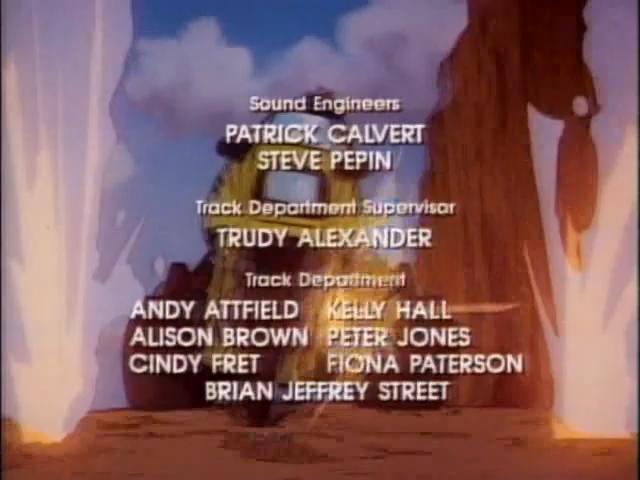 Sound Engineers
PATRICK CALVERT
STEVE PEPIN
Track Department Supervisor
TRUDY ALEXANDER
Track Department
ANDY ATTFIELD KELLY HALL
ALISON BROWN PETER JONES
CINDY FRET FIONA PATERSON
BRIAN JEFFREY STREET